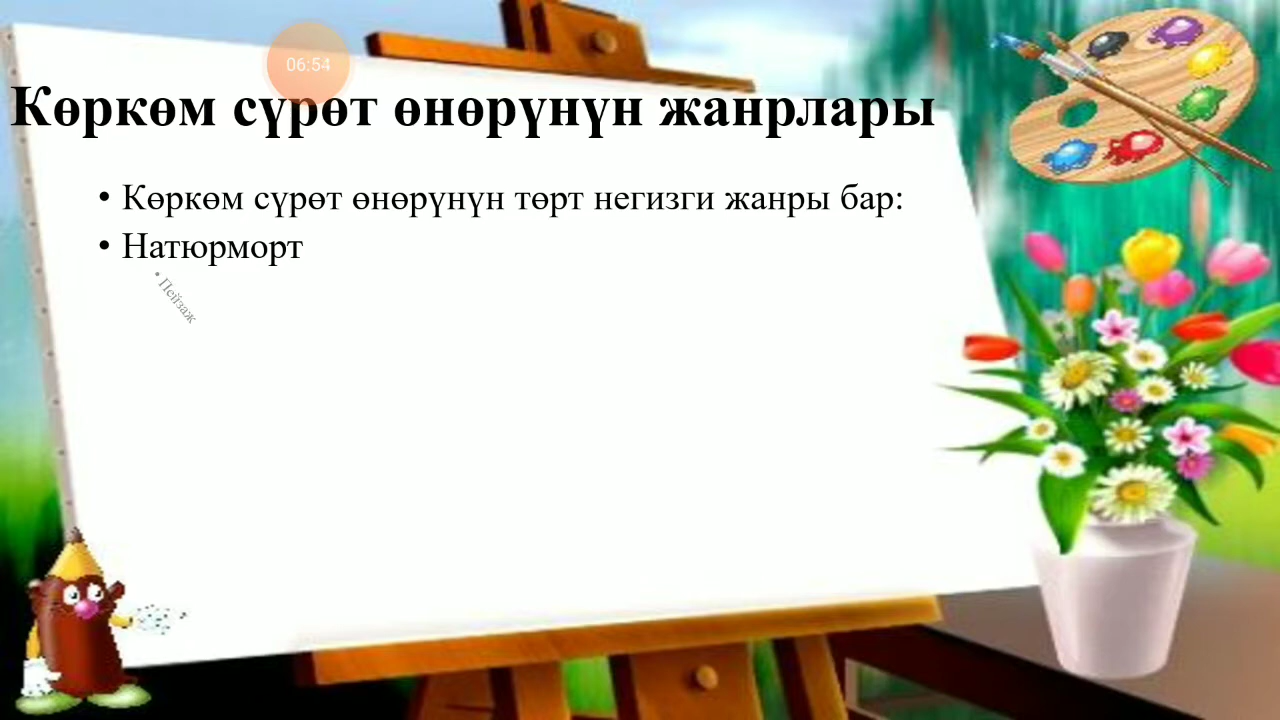 06:54
Көркөм сүрөт өнөрүнүн жанрлары
• Көркөм сүрөт өнөрүнүн төрт негизги жанры бар:
• Натюрморт
• Пейзаж